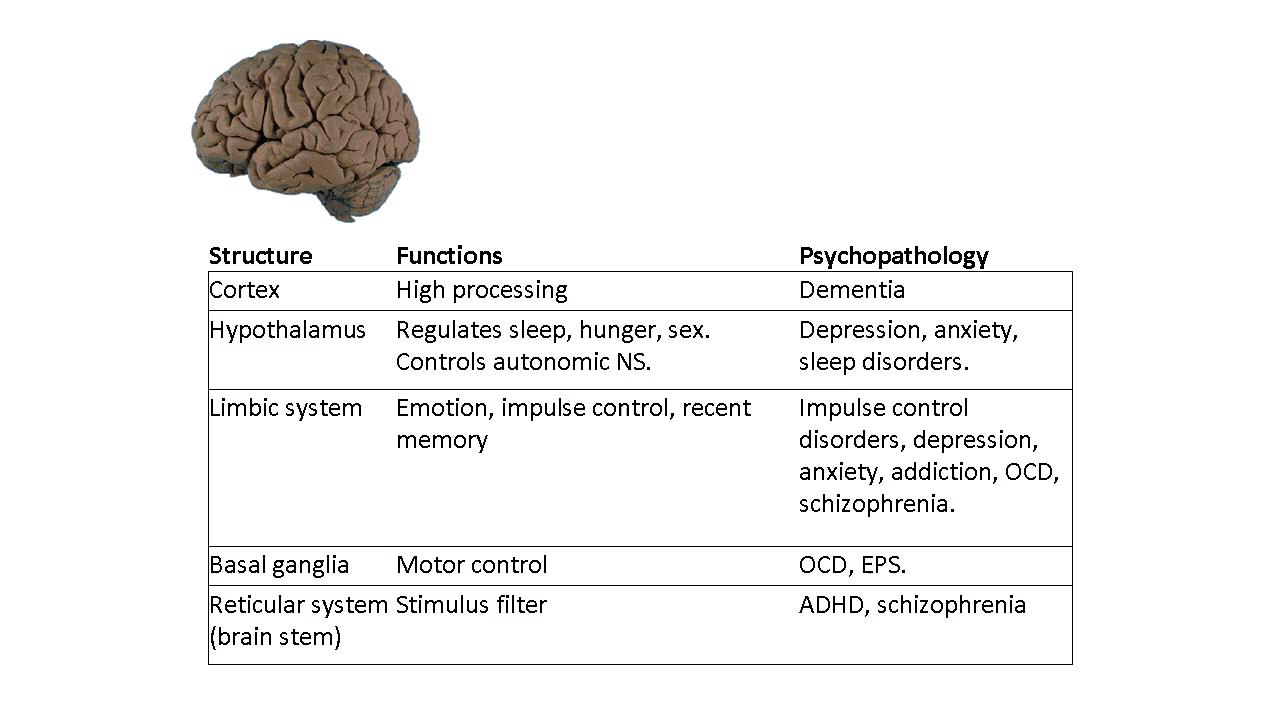 Structure Functions Psychopathology
Cortex High processing Dementia
Hypothalamus Regulates sleep, hunger, sex. Depression, anxiety,
Controls autonomic NS. sleep disorders.
Limbic system Emotion, impulse control, recent Impulse control
memory disorders, depression,
anxiety, addiction, OCD,
schizophrenia.
Basal ganglia Motor control OCD, EPS.
Reticular system Stimulus filter ADHD, schizophrenia
(brain stem)